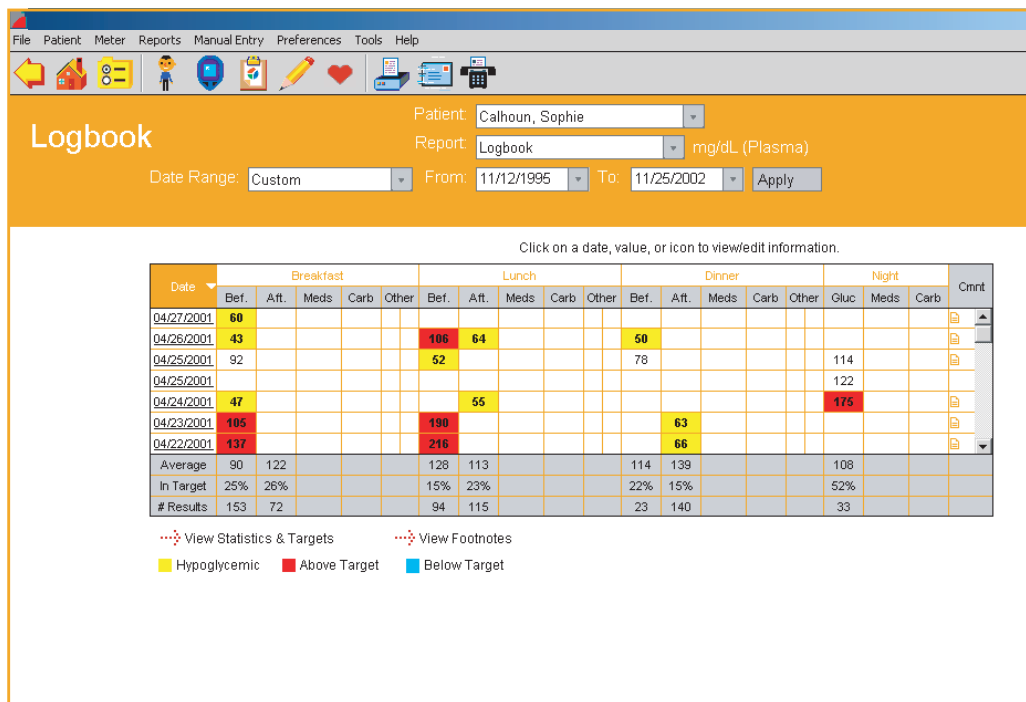 File Patient Meter Reports Manual Entry Preferences Tools Help
Logbook
Patient: Calhoun, Sophie
Report: Logbook mg/dL (Plasma)
Date Range: Custom From: 11/12/1995 To: 11/25/2002 Apply
Click on a date, value, or icon to view/edit information.
Date Breakfast Lunch Dinner Night Cmnt
Bef. Aft. Meds Carb Other Bef. Aft. Meds Carb Other Bef. Aft. Meds Carb Other Gluc Meds Carb
04/27/2001 60
04/26/2001 43 106 64 50
04/25/2001 92 52 78 114
04/25/2001 122
04/24/2001 47 55 175
04/23/2001 105 190 63
04/22/2001 137 216 66
Average 90 122 128 113 114 139 108
In Target 25% 26% 15% 23% 22% 15% 52%
# Results 153 72 94 115 23 140 33
View Statistics & Targets View Footnotes
Hypoglycemic Above Target Below Target